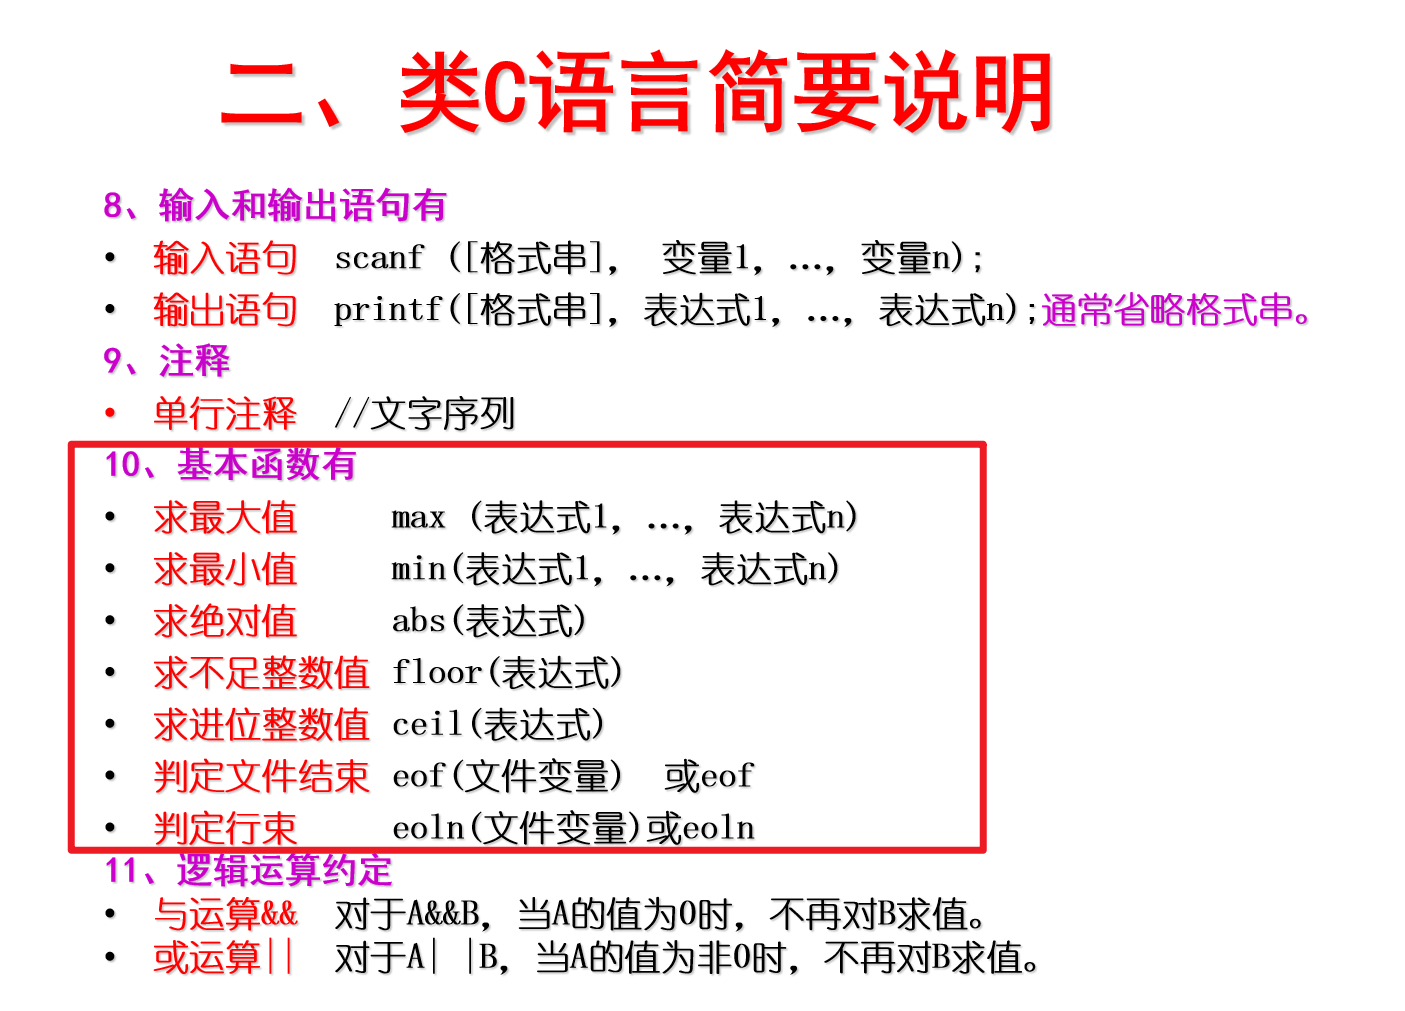 二、类C语言简要说明
8、输入和输出语句有
• 输入语句 scanf ([格式串], 变量1, …, 变量n);
• 输出语句 printf([格式串], 表达式1, …, 表达式n);通常省略格式串。
9、注释
• 单行注释 //文字序列
10、基本函数有
• 求最大值 max (表达式1, …, 表达式n)
• 求最小值 min(表达式1, …, 表达式n)
• 求绝对值 abs(表达式)
• 求不足整数值 floor(表达式)
• 求进位整数值 ceil(表达式)
• 判定文件结束 eof(文件变量) 或eof
• 判定行束 eoln(文件变量)或eoln
11、逻辑运算约定
• 与运算&& 对于A&&B, 当A的值为0时, 不再对B求值。
• 或运算|| 对于A| |B, 当A的值为非0时, 不再对B求值。